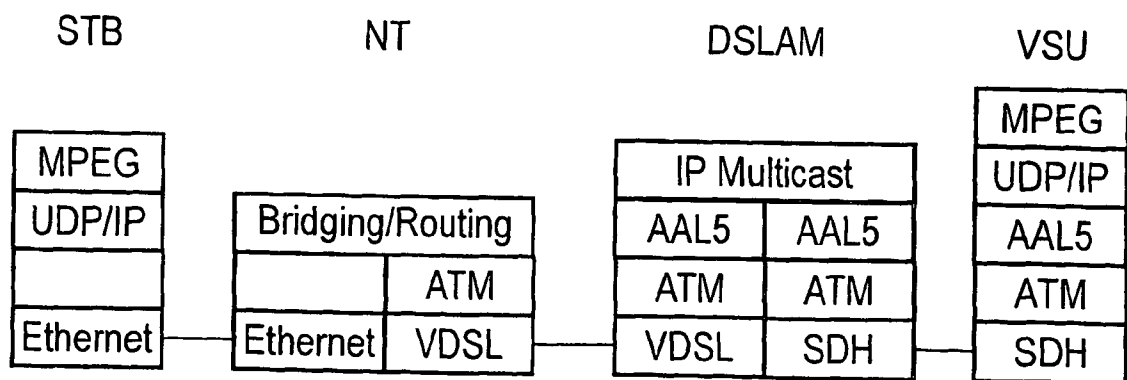 STB
NT
DSLAM
VSU
MPEG
UDP/IP
Ethernet
Bridging/Routing
ATM
Ethernet
VDSL
IP Multicast
AAL5
AAL5
ATM
ATM
VDSL
SDH
MPEG
UDP/IP
AAL5
ATM
SDH